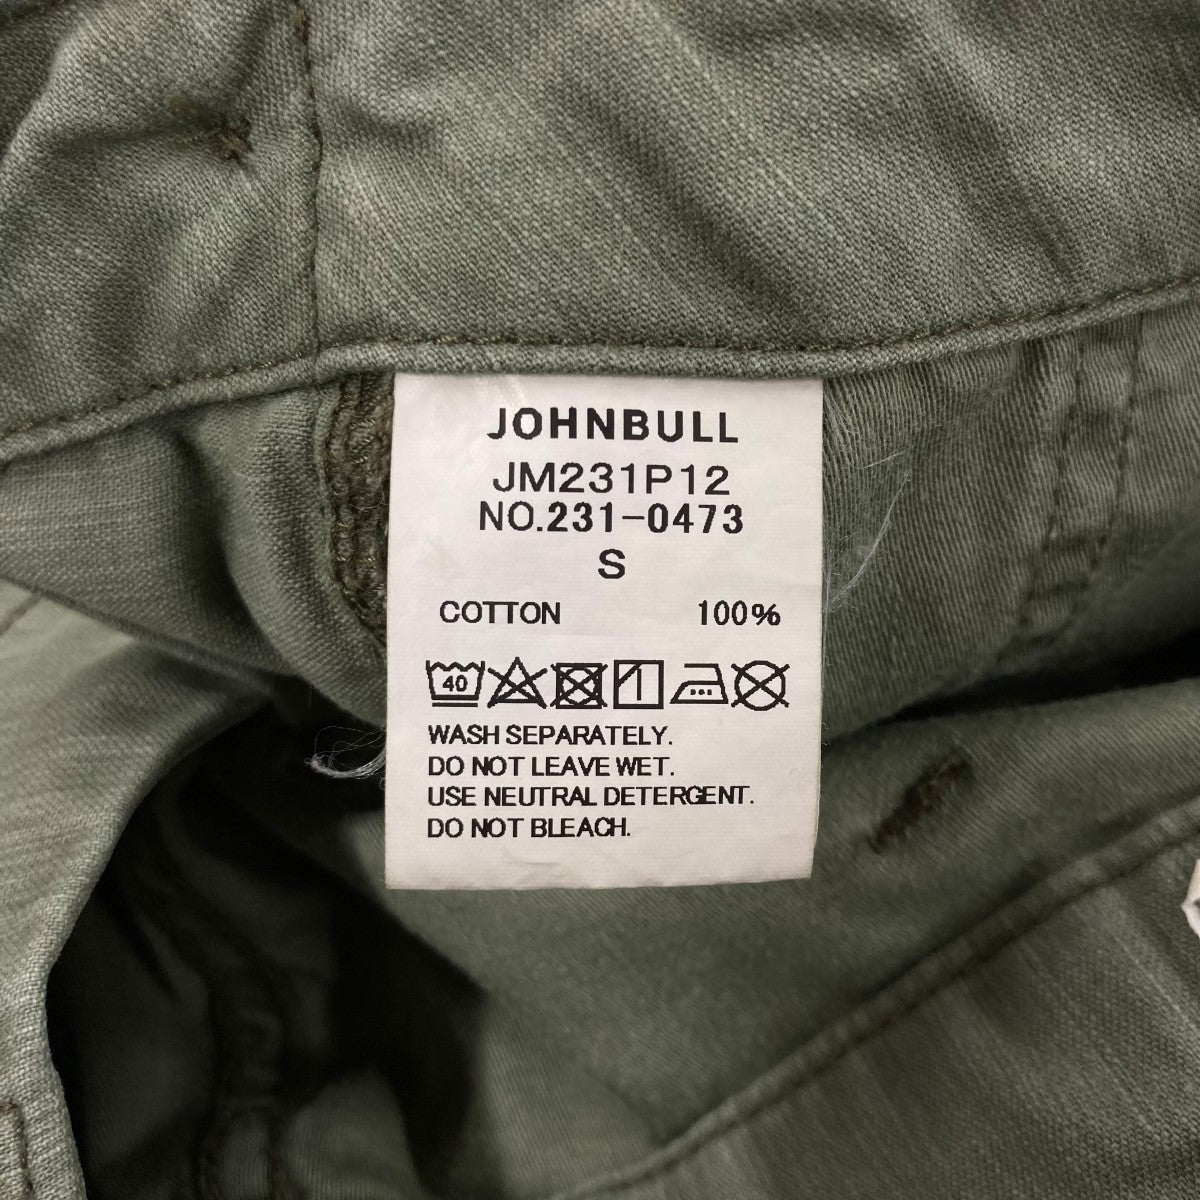 JOHNBULL
JM231P12
NO.231-0473
S
COTTON 100%
40
WASH SEPARATELY.
DO NOT LEAVE WET.
USE NEUTRAL DETERGENT.
DO NOT BLEACH.